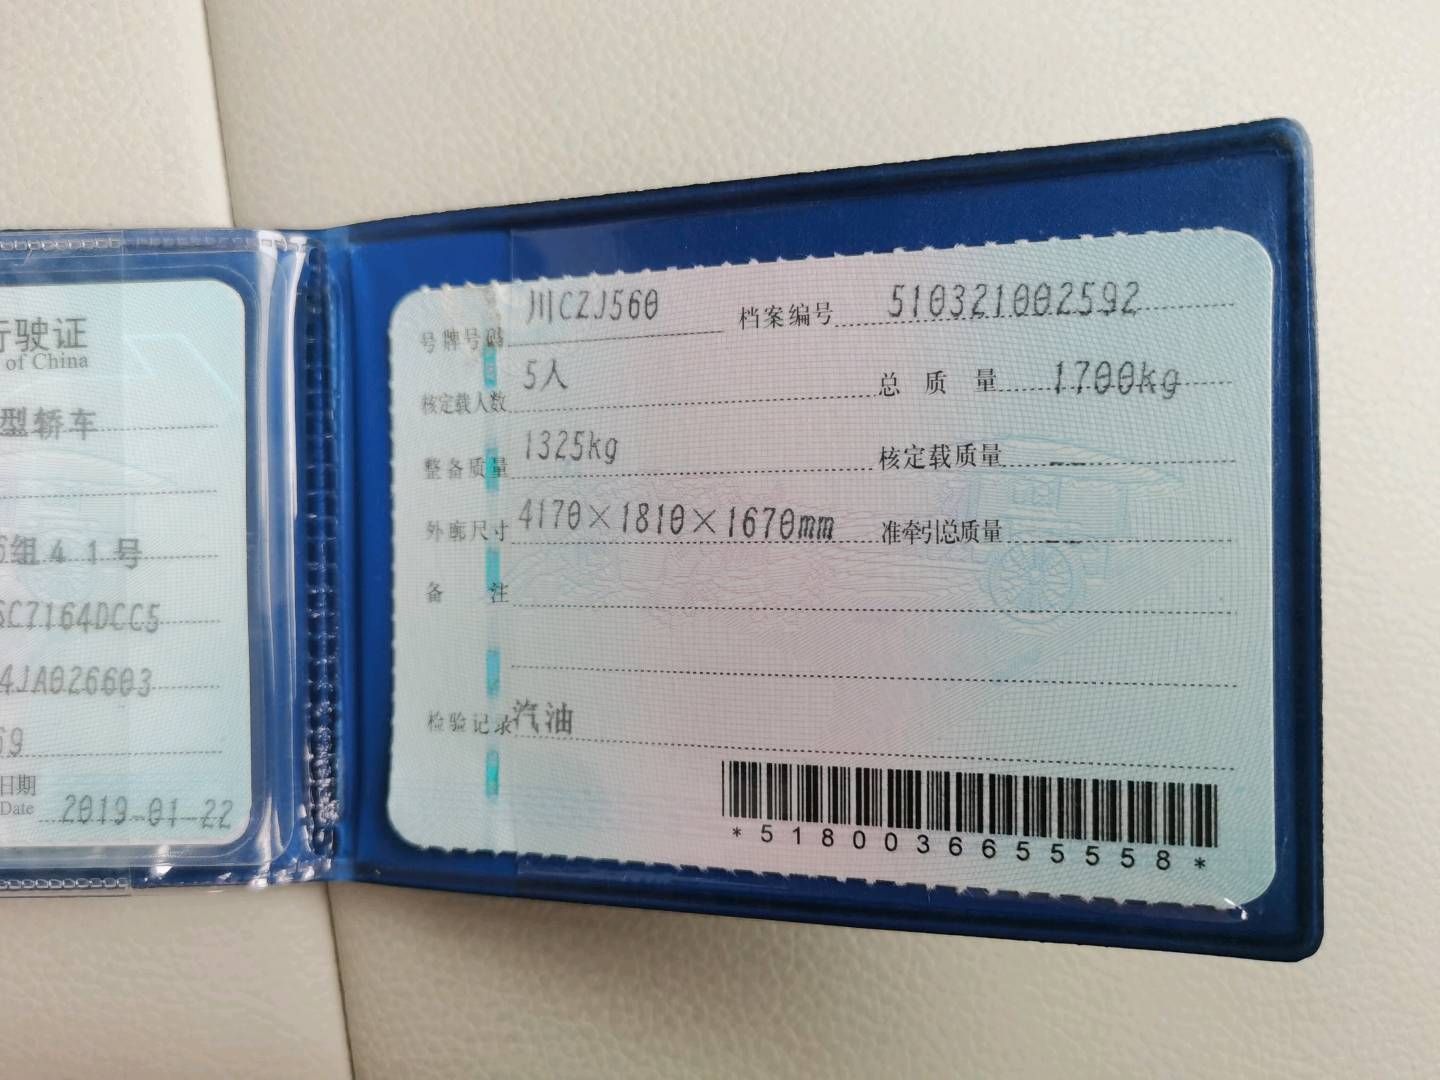 行驶证
of China
型轿车
组41号
SC7164DCC5
4JA026603
69
日期
Date 2019-01-22
号牌号码 川CZJ560 档案编号 510321002592
核定载人数 5人 总质量 1700kg
整备质量 1325kg 核定载质量 --
外廓尺寸 4170×1810×1670mm 准牵引总质量 --
备注
检验记录 汽油
*5180036655558*